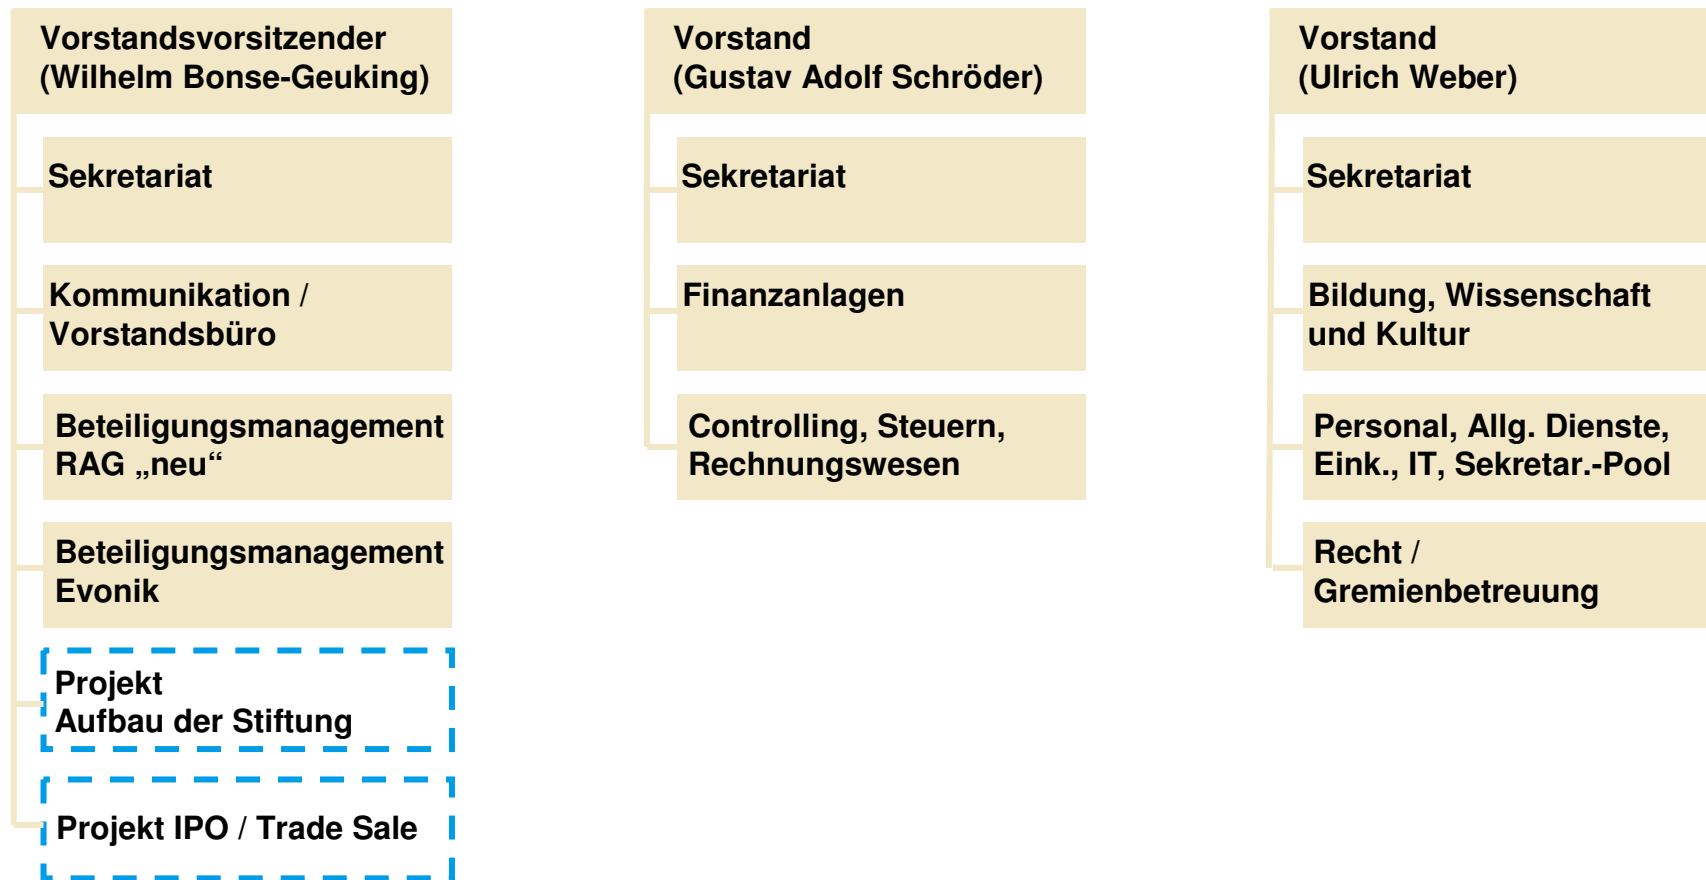 Vorstandsvorsitzender
(Wilhelm Bonse-Geuking)
Sekretariat
Kommunikation /
Vorstandsbüro
Beteiligungsmanagement
RAG „neu“
Beteiligungsmanagement
Evonik
Projekt
Aufbau der Stiftung
Projekt IPO / Trade Sale
Vorstand
(Gustav Adolf Schröder)
Sekretariat
Finanzanlagen
Controlling, Steuern,
Rechnungswesen
Vorstand
(Ulrich Weber)
Sekretariat
Bildung, Wissenschaft
und Kultur
Personal, Allg. Dienste,
Eink., IT, Sekretar.-Pool
Recht /
Gremienbetreuung